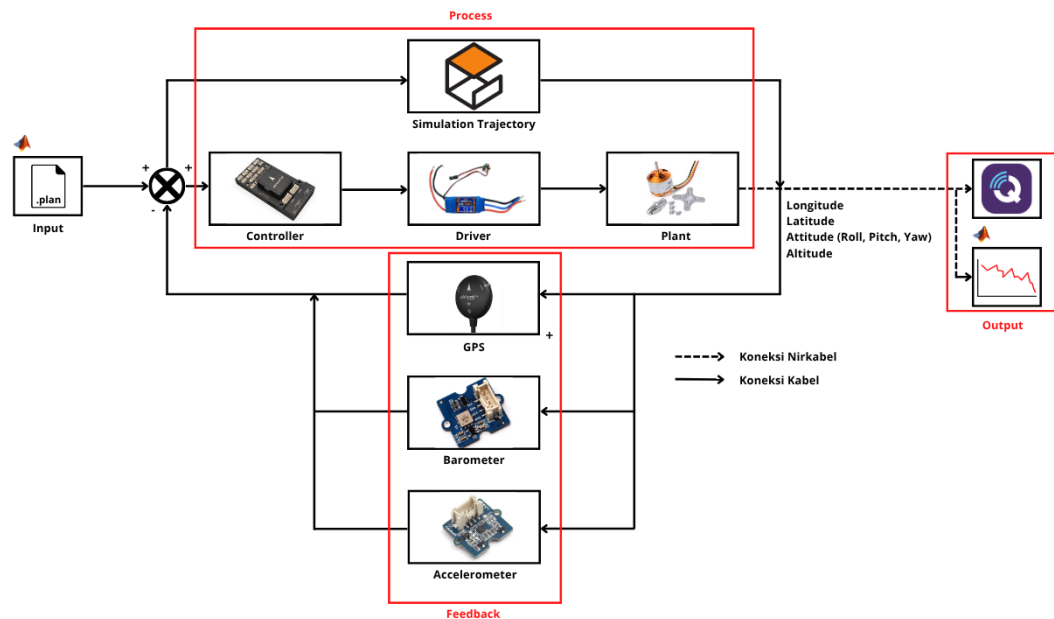 Process
Simulation Trajectory
+
+
-
.plan
Input
Controller
Driver
Plant
Longitude
Latitude
Attitude (Roll, Pitch, Yaw)
Altitude
Output
GPS
+
Koneksi Nirkabel
Koneksi Kabel
Barometer
Accelerometer
Feedback